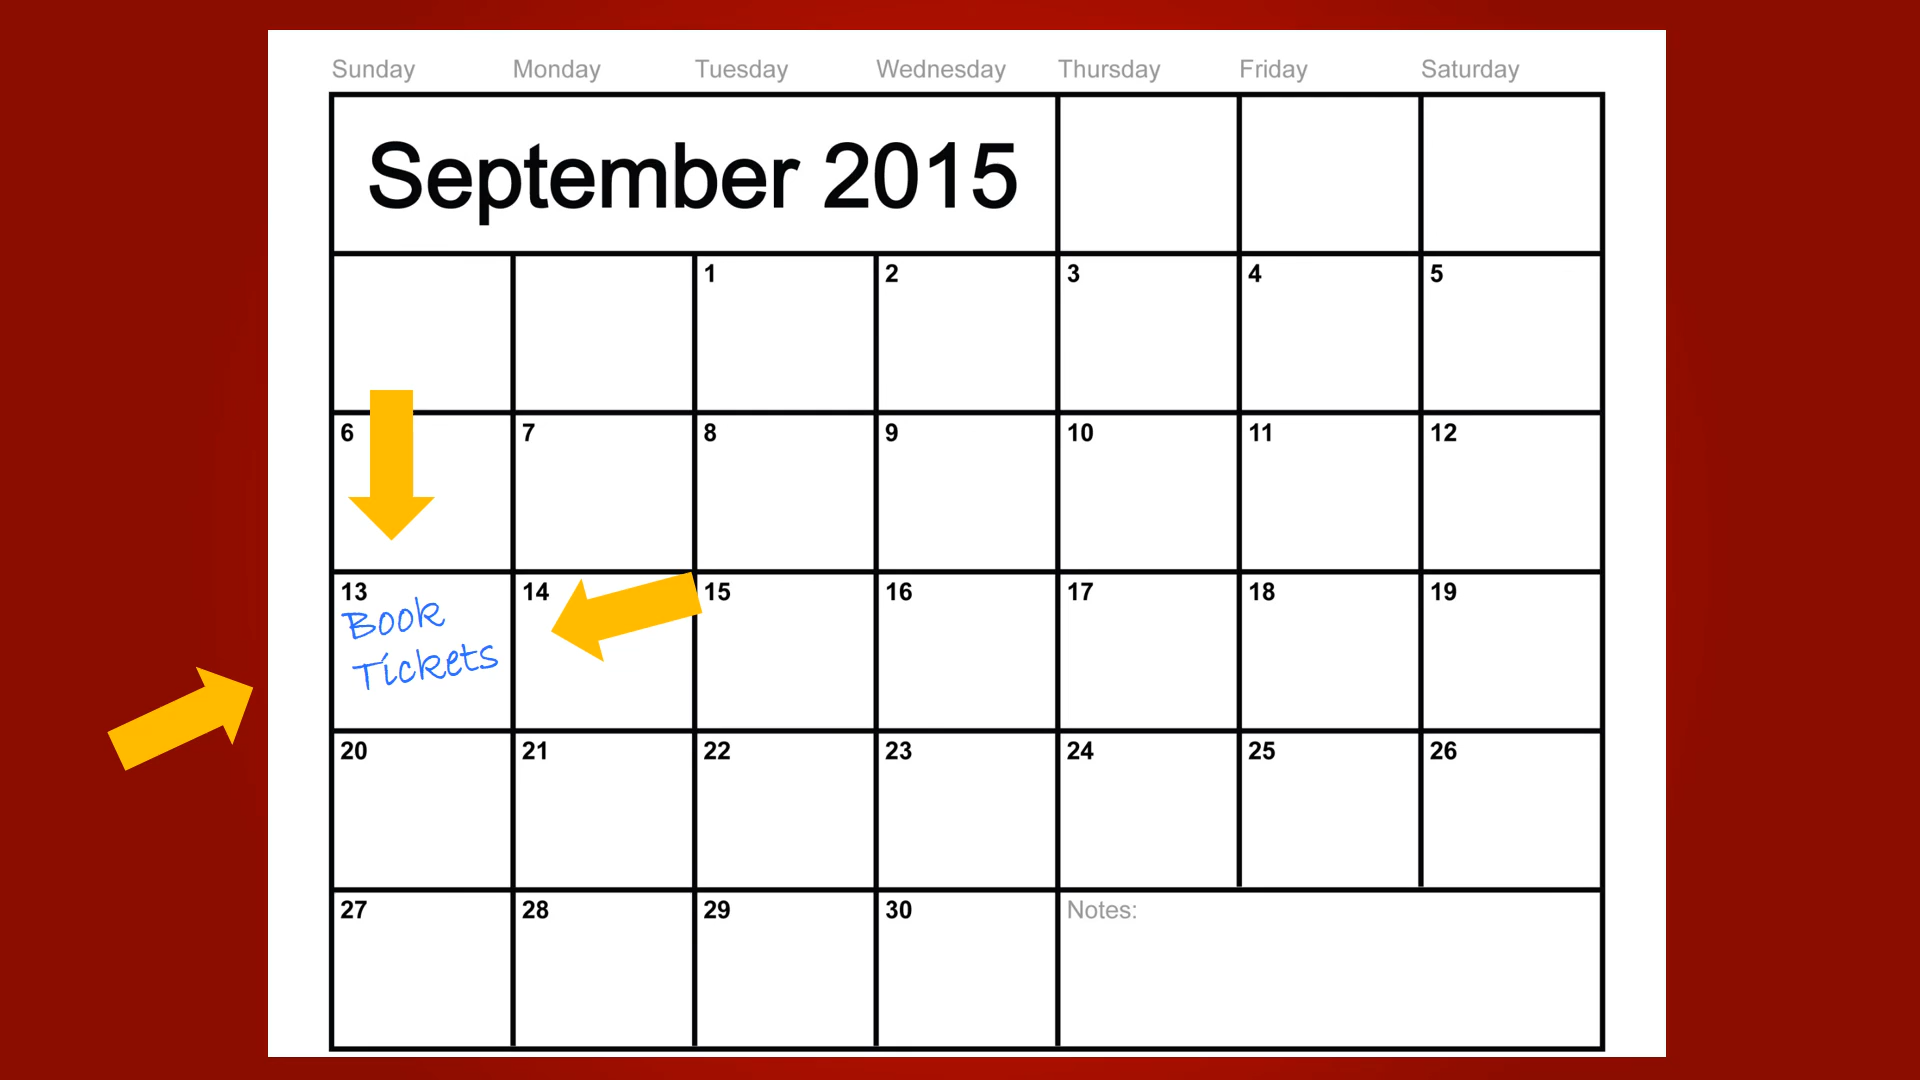 Sunday Monday Tuesday Wednesday Thursday Friday Saturday
September 2015
1 2 3 4 5
6 7 8 9 10 11 12
13 14 15 16 17 18 19
Book
Tickets
20 21 22 23 24 25 26
27 28 29 30 Notes: